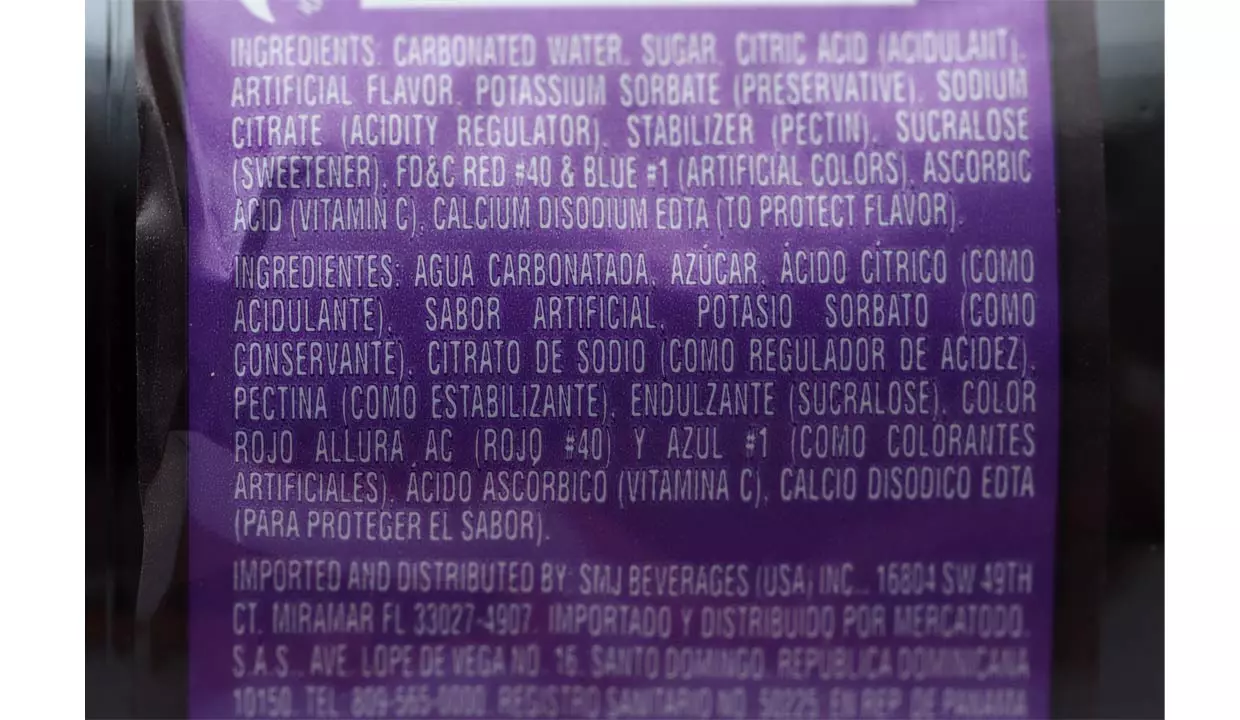 INGREDIENTS: CARBONATED WATER, SUGAR, CITRIC ACID (ACIDULANT),
ARTIFICIAL FLAVOR, POTASSIUM SORBATE (PRESERVATIVE), SODIUM
CITRATE (ACIDITY REGULATOR), STABILIZER (PECTIN), SUCRALOSE
(SWEETENER), FD&C RED #40 & BLUE #1 (ARTIFICIAL COLORS), ASCORBIC
ACID (VITAMIN C), CALCIUM DISODIUM EDTA (TO PROTECT FLAVOR).
INGREDIENTES: AGUA CARBONATADA, AZÚCAR, ÁCIDO CÍTRICO (COMO
ACIDULANTE), SABOR ARTIFICIAL, POTASIO SORBATO (COMO
CONSERVANTE), CITRATO DE SODIO (COMO REGULADOR DE ACIDEZ),
PECTINA (COMO ESTABILIZANTE), ENDULZANTE (SUCRALOSE), COLOR
ROJO ALLURA AC (ROJO #40) Y AZUL #1 (COMO COLORANTES
ARTIFICIALES), ÁCIDO ASCORBICO (VITAMINA C), CALCIO DISODICO EDTA
(PARA PROTEGER EL SABOR).
IMPORTED AND DISTRIBUTED BY: SMJ BEVERAGES (USA) INC., 16804 SW 49TH
CT. MIRAMAR FL 33027-4907. IMPORTADO Y DISTRIBUIDO POR MERCATODO,
S.A.S., AVE. LOPE DE VEGA NO. 16, SANTO DOMINGO, REPUBLICA DOMINICANA
10150. TEL. 809-565-0000. REGISTRO SANITARIO NO. 50225. EN REP. DE PANAMA